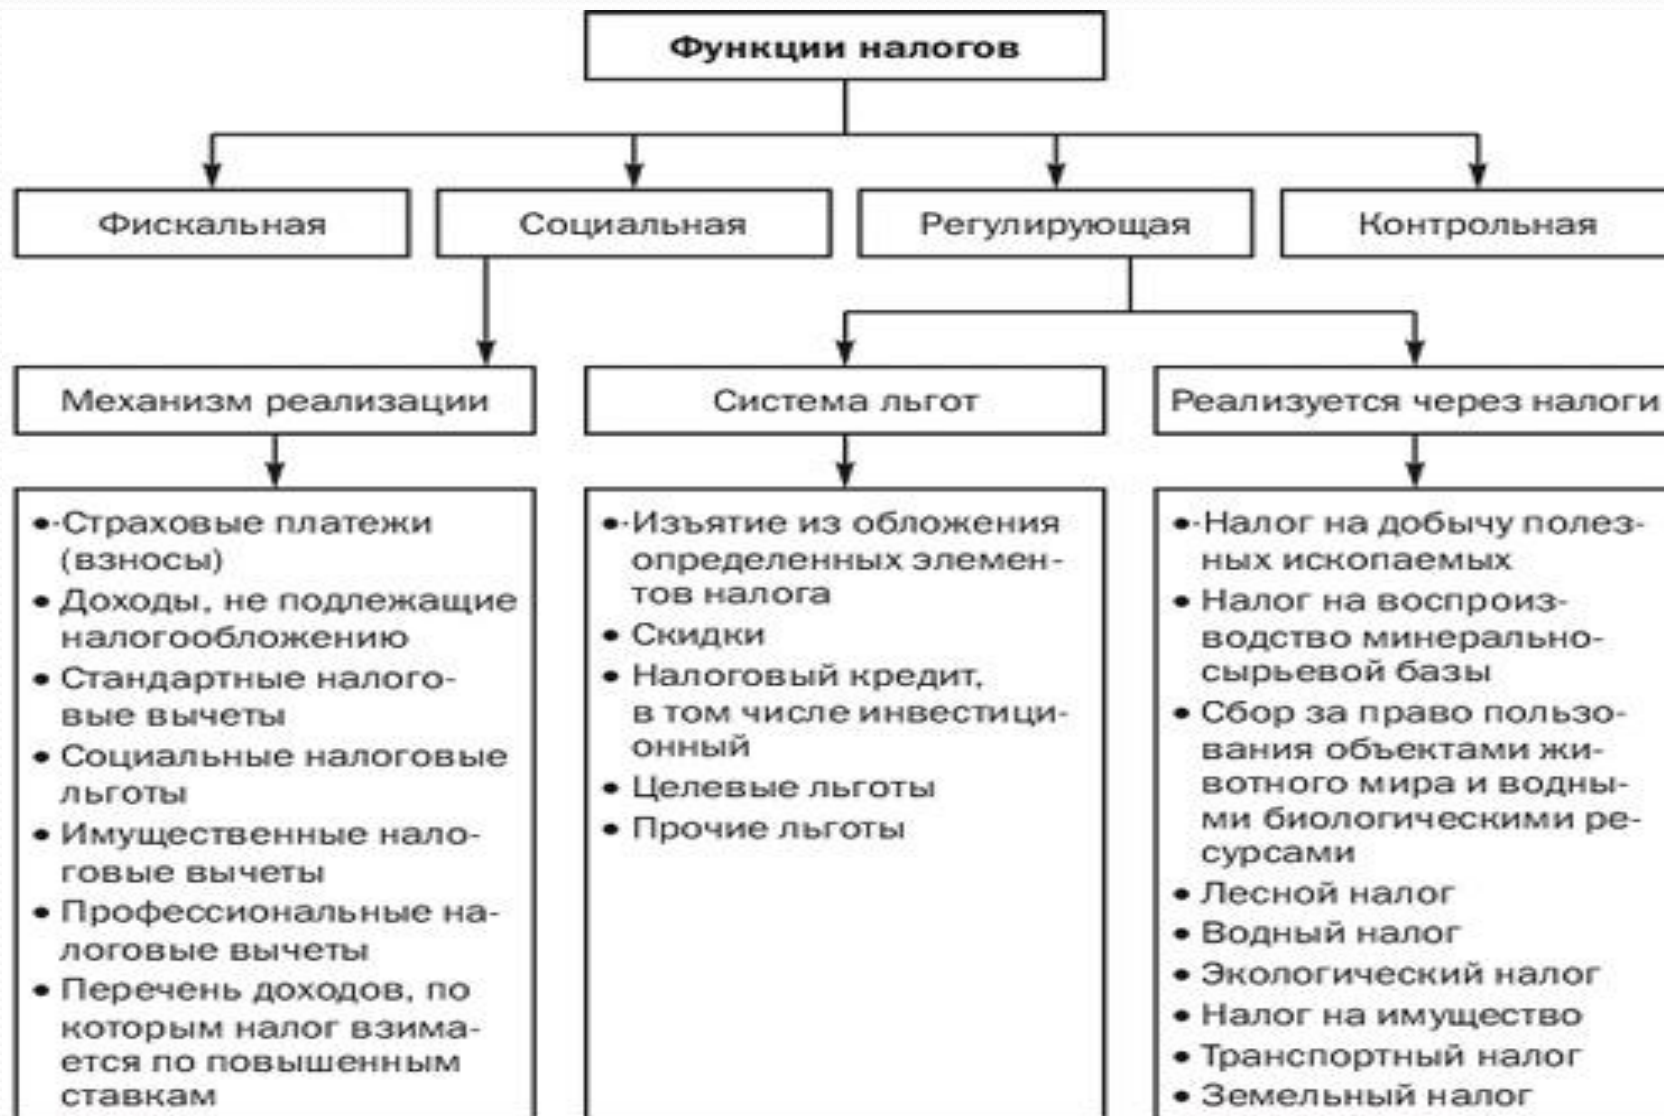 Функции налогов
Фискальная
Социальная
Регулирующая
Контрольная
Механизм реализации
Система льгот
Реализуется через налоги
•·Страховые платежи
(взносы)
• Доходы, не подлежащие
налогообложению
• Стандартные налого-
вые вычеты
• Социальные налоговые
льготы
• Имущественные нало-
говые вычеты
• Профессиональные на-
логовые вычеты
• Перечень доходов, по
которым налог взима-
ется по повышенным
ставкам
•·Изъятие из обложения
определенных элемен-
тов налога
• Скидки
• Налоговый кредит,
в том числе инвестици-
онный
• Целевые льготы
• Прочие льготы
•·Налог на добычу полез-
ных ископаемых
• Налог на воспроиз-
водство минерально-
сырьевой базы
• Сбор за право пользо-
вания объектами жи-
вотного мира и водны-
ми биологическими ре-
сурсами
• Лесной налог
• Водный налог
• Экологический налог
• Налог на имущество
• Транспортный налог
• Земельный налог